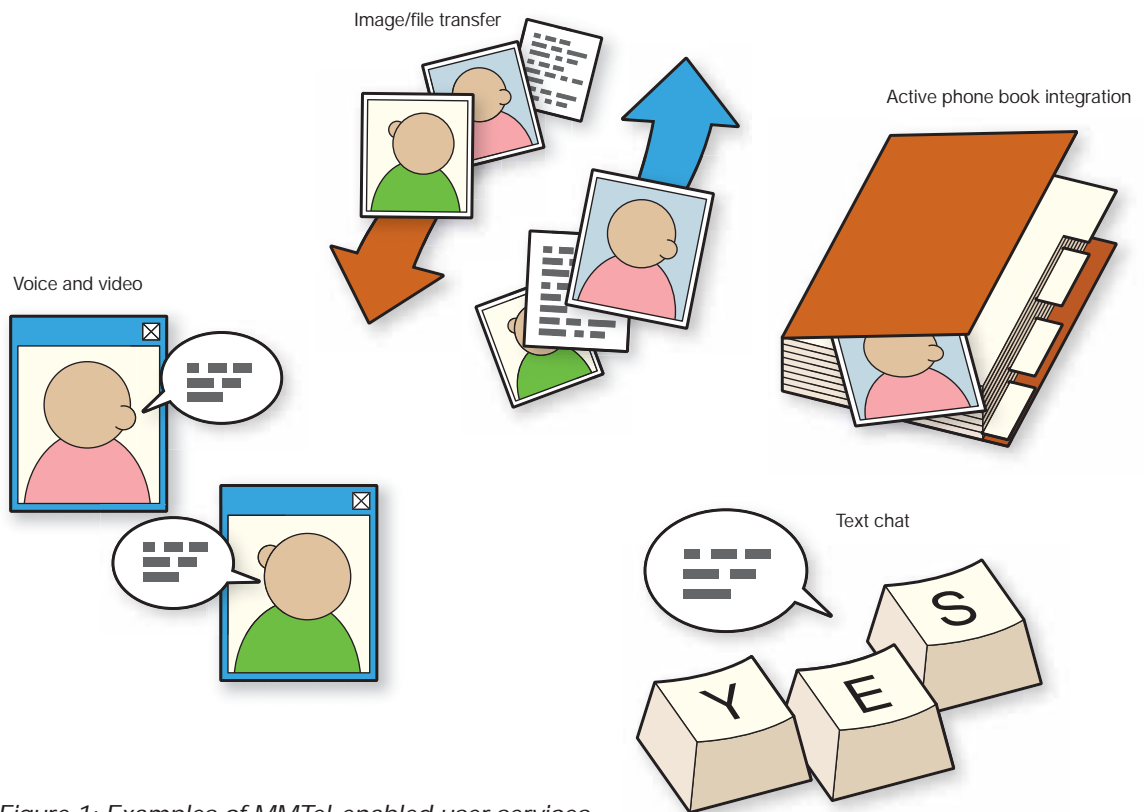 Image/file transfer
Active phone book integration
Voice and video
Text chat
S
Y E
Figure 1: Examples of MMTel-enabled user services